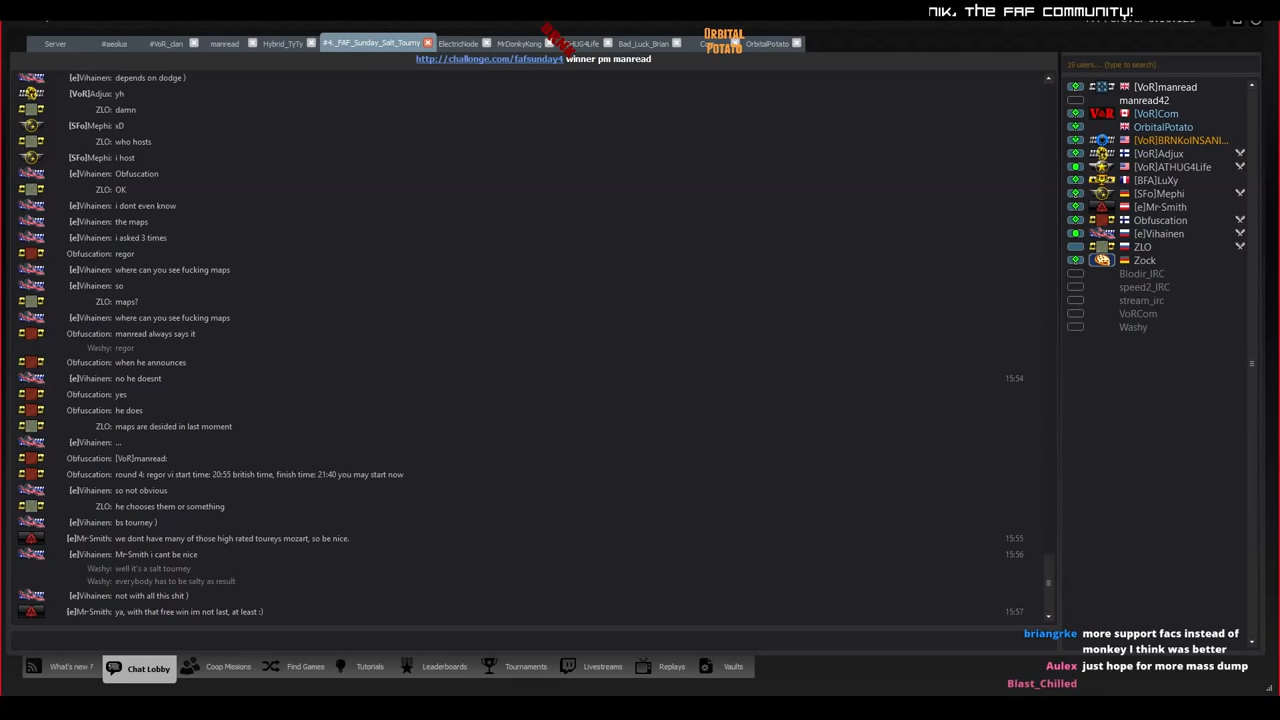 NIK, THE FAF COMMUNITY!
Server #aeolus #VoR_clan manread Hybrid_TyTy #4._FAF_Sunday_Salt_Tourny ElectricNode MrDonkyKong Bad_Luck_Brian OrbitalPotato
ORBITAL
POTATO
http://challonge.com/fafsunday4 winner pm manread
[e]Vihainen: depends on dodge )
[VoR]Adjux: yh
ZLO: damn
[SFo]Mephi: xD
ZLO: who hosts
[SFo]Mephi: i host
[e]Vihainen: Obfuscation
ZLO: OK
[e]Vihainen: i dont even know
[e]Vihainen: the maps
[e]Vihainen: i asked 3 times
Obfuscation: regor
[e]Vihainen: where can you see fucking maps
[e]Vihainen: so
ZLO: maps?
[e]Vihainen: where can you see fucking maps
Obfuscation: manread always says it
Washy: regor
Obfuscation: when he announces
[e]Vihainen: no he doesnt 15:54
Obfuscation: yes
Obfuscation: he does
ZLO: maps are desided in last moment
[e]Vihainen: ...
Obfuscation: [VoR]manread:
Obfuscation: round 4: regor vi start time: 20:55 british time, finish time: 21:40 you may start now
[e]Vihainen: so not obvious
ZLO: he chooses them or something
[e]Vihainen: bs tourney )
[e]Mr-Smith: we dont have many of those high rated toureys mozart, so be nice. 15:55
[e]Vihainen: Mr-Smith i cant be nice 15:56
Washy: well it's a salt tourney
Washy: everybody has to be salty as result
[e]Vihainen: not with all this shit )
[e]Mr-Smith: ya, with that free win im not last, at least :) 15:57
19 users... (type to search)
[VoR]manread
manread42
[VoR]Com
OrbitalPotato
[VoR]BRNKoINSANI...
[VoR]Adjux
[VoR]ATHUG4Life
[BFA]LuXy
[SFo]Mephi
[e]Mr-Smith
Obfuscation
[e]Vihainen
ZLO
Zock
Blodir_IRC
speed2_IRC
stream_irc
VoRCom
Washy
briangrke more support facs instead of
monkey I think was better
Aulex just hope for more mass dump
Blast_Chilled
What's new ? Chat Lobby Coop Missions Find Games Tutorials Leaderboards Tournaments Livestreams Replays Vaults